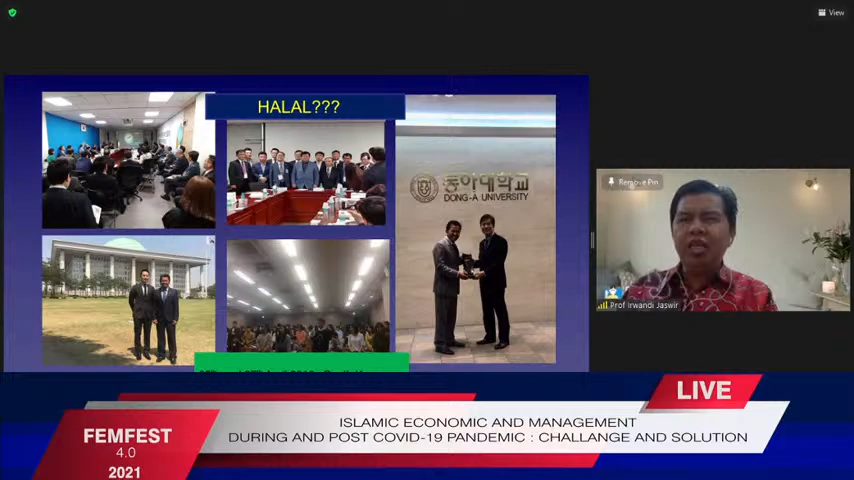 View
HALAL???
동아대학교
DONG-A UNIVERSITY
Remove Pin
Prof Irwandi Jaswir
LIVE
FEMFEST
4.0
2021
ISLAMIC ECONOMIC AND MANAGEMENT
DURING AND POST COVID-19 PANDEMIC : CHALLANGE AND SOLUTION